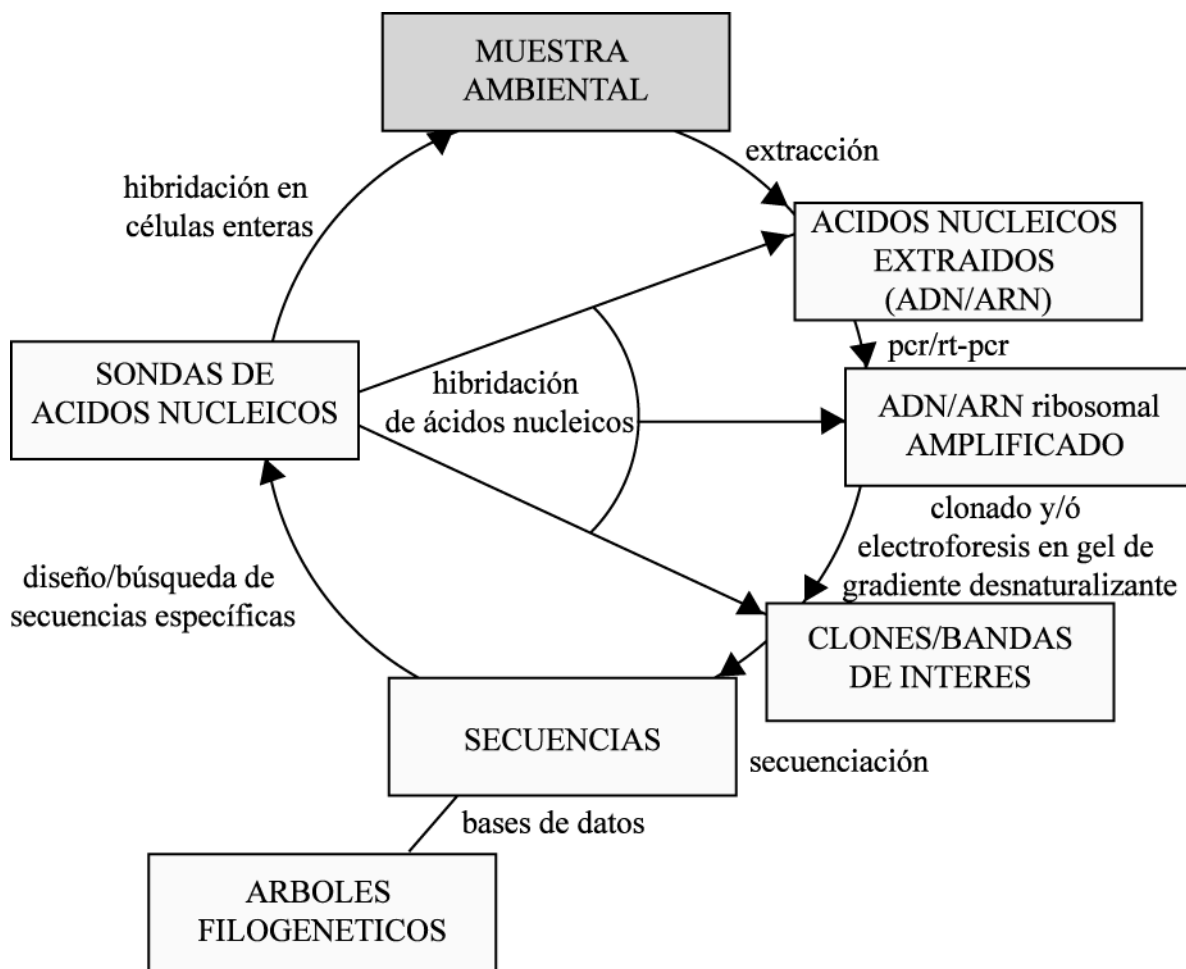 MUESTRA
AMBIENTAL
extracción
hibridación en
células enteras
ACIDOS NUCLEICOS
EXTRAIDOS
(ADN/ARN)
pcr/rt-pcr
SONDAS DE
ACIDOS NUCLEICOS
hibridación
de ácidos nucleicos
ADN/ARN ribosomal
AMPLIFICADO
clonado y/ó
electroforesis en gel de
gradiente desnaturalizante
diseño/búsqueda de
secuencias específicas
CLONES/BANDAS
DE INTERES
SECUENCIAS
secuenciación
bases de datos
ARBOLES
FILOGENETICOS